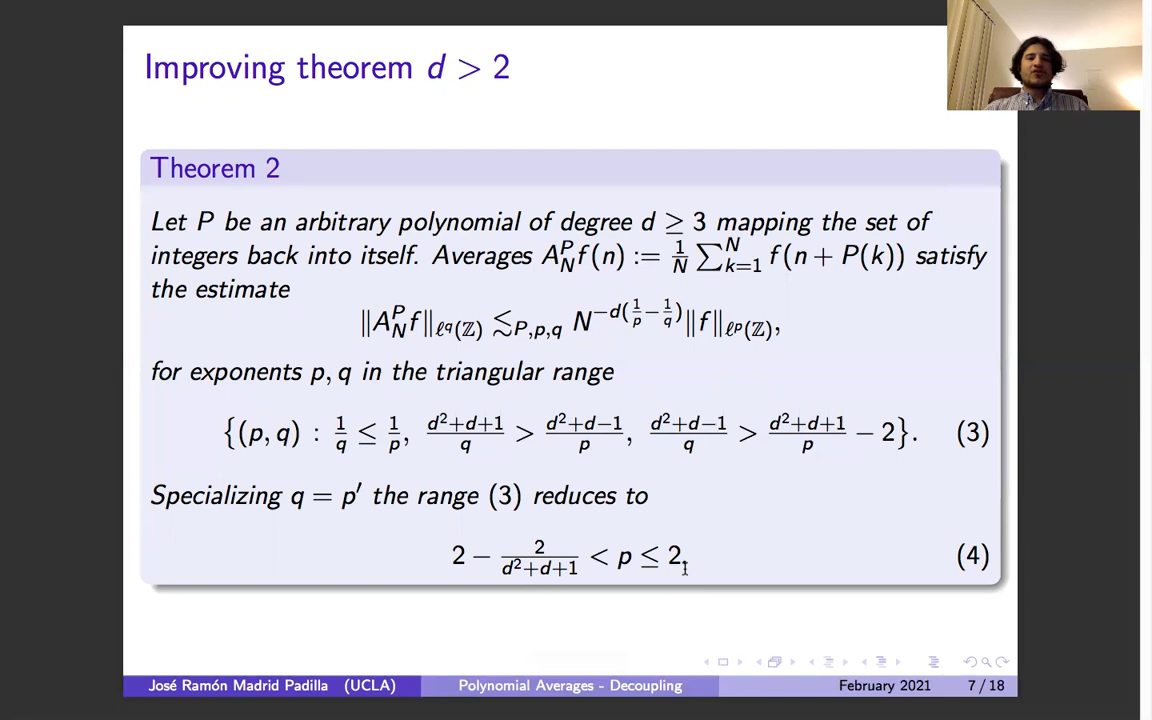 Improving theorem d > 2
Theorem 2
Let P be an arbitrary polynomial of degree d ≥ 3 mapping the set of
integers back into itself. Averages A_N^P f(n) := 1/N ∑_{k=1}^N f(n + P(k)) satisfy
the estimate
‖A_N^P f‖_{ℓ^q(ℤ)} ≲_{P,p,q} N^{−d(1/p − 1/q)} ‖f‖_{ℓ^p(ℤ)},
for exponents p, q in the triangular range
{(p, q) : 1/q ≤ 1/p, (d²+d+1)/q > (d²+d−1)/p, (d²+d−1)/q > (d²+d+1)/p − 2}. (3)
Specializing q = p′ the range (3) reduces to
2 − 2/(d²+d+1) < p ≤ 2, (4)
José Ramón Madrid Padilla (UCLA) Polynomial Averages - Decoupling February 2021 7 / 18